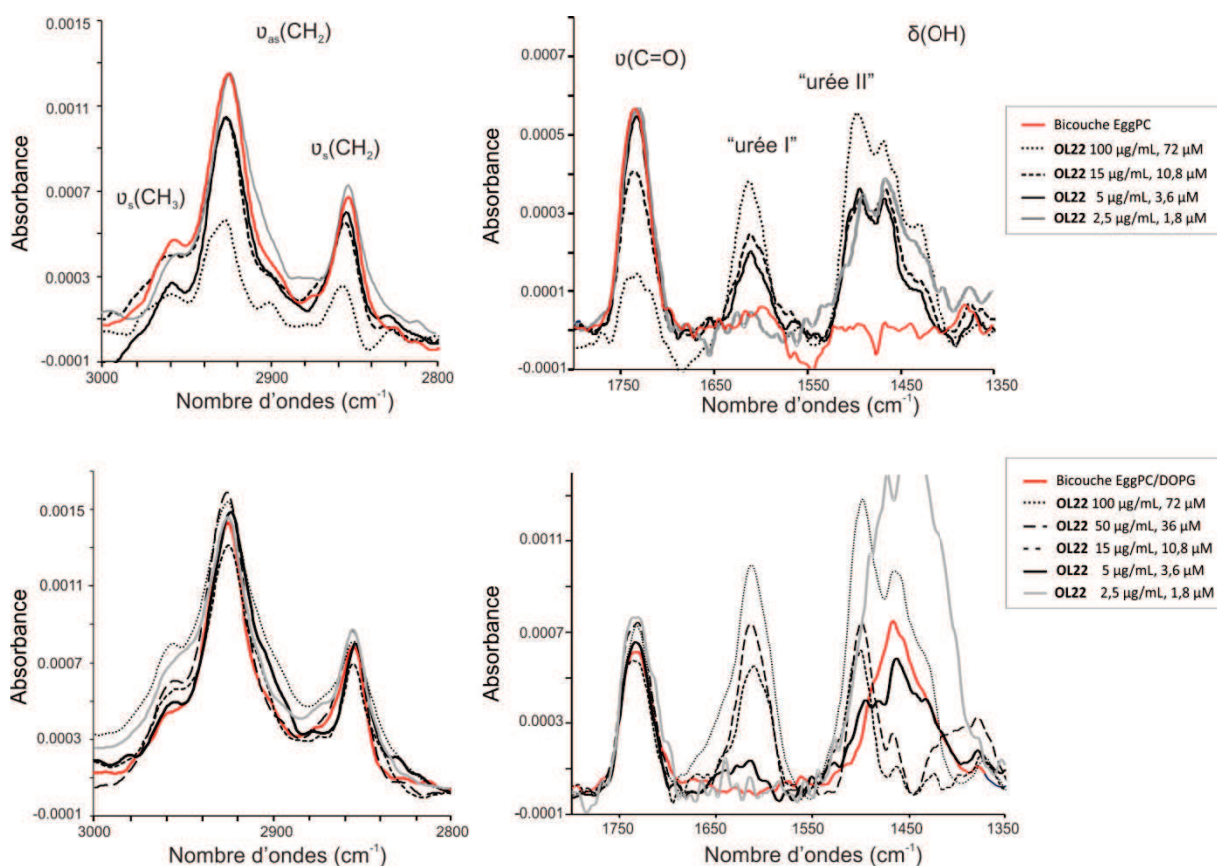 υas(CH2)
υs(CH2)
υs(CH3)
0.0015
0.0011
0.0007
0.0003
-0.0001
Absorbance
3000
2900
2800
Nombre d'ondes (cm-1)
υ(C=O)
"urée I"
"urée II"
δ(OH)
0.0007
0.0005
0.0003
0.0001
-0.0001
Absorbance
1750
1650
1550
1450
1350
Nombre d'ondes (cm-1)
Bicouche EggPC
OL22 100 µg/mL, 72 µM
OL22 15 µg/mL, 10,8 µM
OL22 5 µg/mL, 3,6 µM
OL22 2,5 µg/mL, 1,8 µM
0.0015
0.0011
0.0007
0.0003
-0.0001
Absorbance
3000
2900
2800
Nombre d'ondes (cm-1)
0.0011
0.0007
0.0003
-0.0001
Absorbance
1750
1650
1550
1450
1350
Nombre d'ondes (cm-1)
Bicouche EggPC/DOPG
OL22 100 µg/mL, 72 µM
OL22 50 µg/mL, 36 µM
OL22 15 µg/mL, 10,8 µM
OL22 5 µg/mL, 3,6 µM
OL22 2,5 µg/mL, 1,8 µM